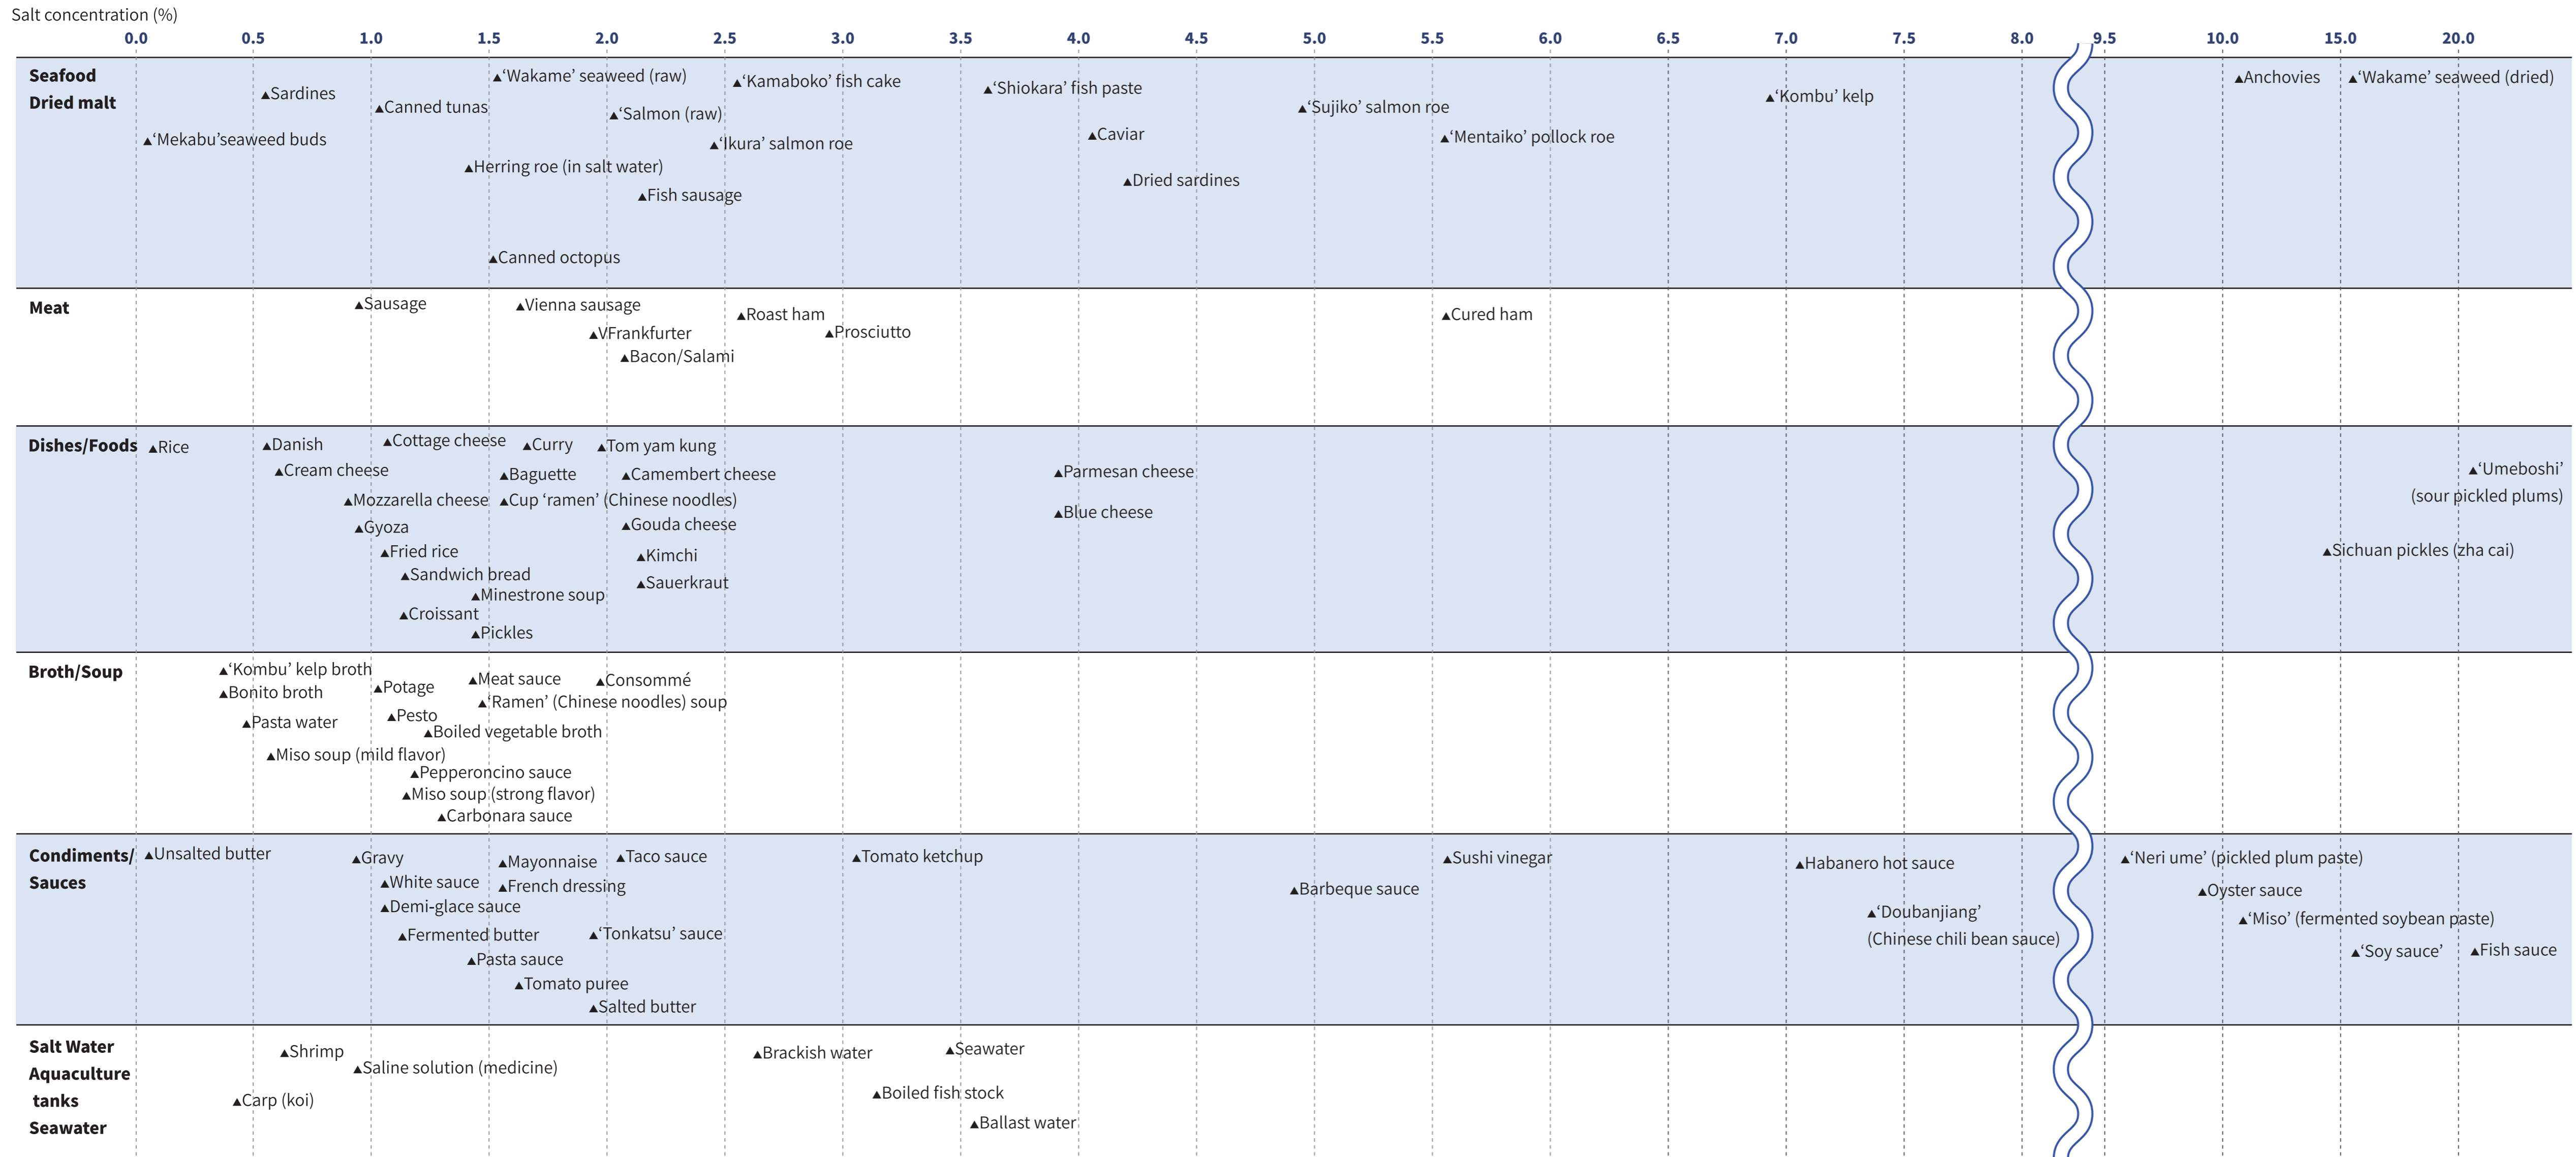 Salt concentration (%)
0.0 0.5 1.0 1.5 2.0 2.5 3.0 3.5 4.0 4.5 5.0 5.5 6.0 6.5 7.0 7.5 8.0 9.5 10.0 15.0 20.0
Seafood
Dried malt
▲‘Wakame’ seaweed (raw)
▲‘Kamaboko’ fish cake
▲‘Shiokara’ fish paste
▲‘Kombu’ kelp
▲Anchovies
▲‘Wakame’ seaweed (dried)
▲Sardines
▲Canned tunas
▲‘Salmon (raw)
▲‘Sujiko’ salmon roe
▲‘Mekabu’seaweed buds
▲‘Ikura’ salmon roe
▲Caviar
▲‘Mentaiko’ pollock roe
▲Herring roe (in salt water)
▲Dried sardines
▲Fish sausage
▲Canned octopus
Meat
▲Sausage
▲Vienna sausage
▲Roast ham
▲Cured ham
▲VFrankfurter
▲Prosciutto
▲Bacon/Salami
Dishes/Foods
▲Rice
▲Danish
▲Cottage cheese
▲Curry
▲Tom yam kung
▲Cream cheese
▲Baguette
▲Camembert cheese
▲Parmesan cheese
▲‘Umeboshi’
(sour pickled plums)
▲Mozzarella cheese
▲Cup ‘ramen’ (Chinese noodles)
▲Blue cheese
▲Gyoza
▲Gouda cheese
▲Fried rice
▲Kimchi
▲Sichuan pickles (zha cai)
▲Sandwich bread
▲Sauerkraut
▲Minestrone soup
▲Croissant
▲Pickles
Broth/Soup
▲‘Kombu’ kelp broth
▲Bonito broth
▲Potage
▲Meat sauce
▲Consommé
▲‘Ramen’ (Chinese noodles) soup
▲Pasta water
▲Pesto
▲Boiled vegetable broth
▲Miso soup (mild flavor)
▲Pepperoncino sauce
▲Miso soup (strong flavor)
▲Carbonara sauce
Condiments/
Sauces
▲Unsalted butter
▲Gravy
▲Mayonnaise
▲Taco sauce
▲Tomato ketchup
▲Sushi vinegar
▲Habanero hot sauce
▲‘Neri ume’ (pickled plum paste)
▲White sauce
▲French dressing
▲Barbeque sauce
▲Oyster sauce
▲Demi-glace sauce
▲‘Doubanjiang’
(Chinese chili bean sauce)
▲‘Miso’ (fermented soybean paste)
▲Fermented butter
▲‘Tonkatsu’ sauce
▲‘Soy sauce’
▲Fish sauce
▲Pasta sauce
▲Tomato puree
▲Salted butter
Salt Water
Aquaculture
tanks
Seawater
▲Shrimp
▲Saline solution (medicine)
▲Brackish water
▲Seawater
▲Carp (koi)
▲Boiled fish stock
▲Ballast water